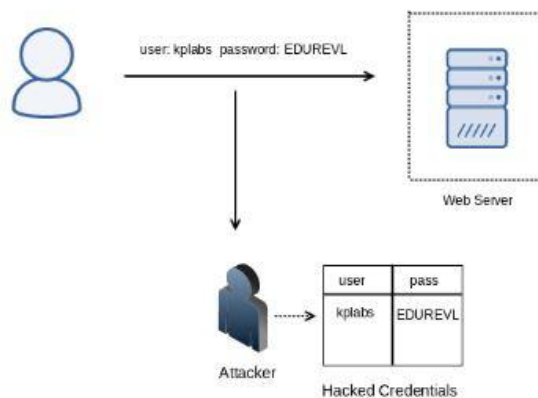 user: kplabs password: EDUREVL
Web Server
user pass
kplabs EDUREVL
Attacker
Hacked Credentials